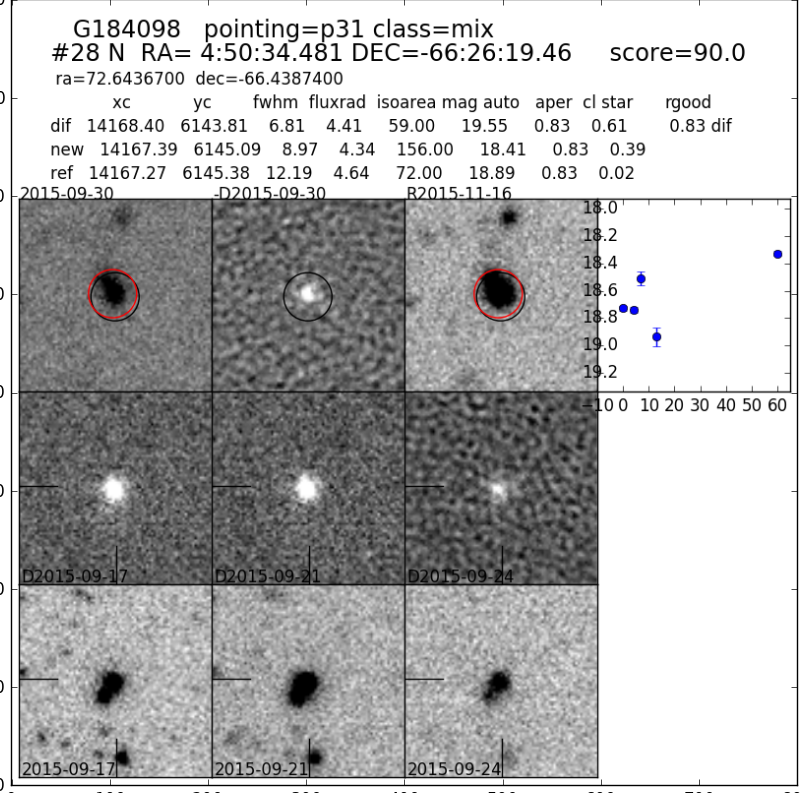 G184098 pointing=p31 class=mix
#28 N RA= 4:50:34.481 DEC=-66:26:19.46 score=90.0
ra=72.6436700 dec=-66.4387400
xc yc fwhm fluxrad isoarea mag auto aper cl star rgood
dif 14168.40 6143.81 6.81 4.41 59.00 19.55 0.83 0.61 0.83 dif
new 14167.39 6145.09 8.97 4.34 156.00 18.41 0.83 0.39
ref 14167.27 6145.38 12.19 4.64 72.00 18.89 0.83 0.02
2015-09-30 -D2015-09-30 R2015-11-16
18.0
18.2
18.4
18.6
18.8
19.0
19.2
-10 0 10 20 30 40 50 60
D2015-09-17 D2015-09-21 D2015-09-24
2015-09-17 2015-09-21 2015-09-24